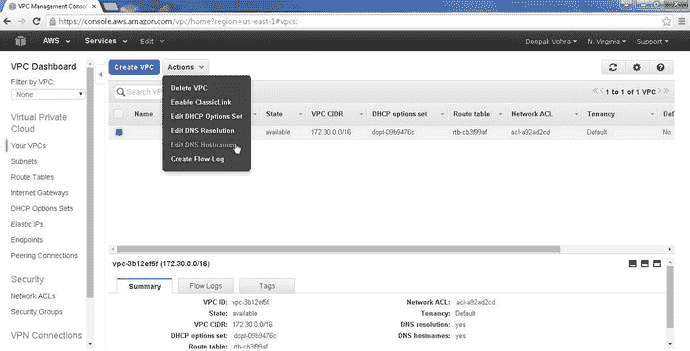 VPC Management Consol
https://console.aws.amazon.com/vpc/home?region=us-east-1#vpcs:
AWS Services Edit Deepak Vohra N. Virginia Support
VPC Dashboard
Filter by VPC:
None
Virtual Private
Cloud
Your VPCs
Subnets
Route Tables
Internet Gateways
DHCP Options Sets
Elastic IPs
Endpoints
Peering Connections
Security
Network ACLs
Security Groups
VPN Connections
Create VPC Actions
Delete VPC
Enable ClassicLink
Edit DHCP Options Set
Edit DNS Resolution
Edit DNS Hostnames
Create Flow Log
Search VP
1 to 1 of 1 VPC
Name State VPC CIDR DHCP options set Route table Network ACL Tenancy Def
available 172.30.0.0/16 dopt-09b9476c rtb-cb3f99af acl-a92ad2cd Default No
vpc-3b12ef5f (172.30.0.0/16)
Summary Flow Logs Tags
VPC ID: vpc-3b12ef5f Network ACL: acl-a92ad2cd
State: available Tenancy: Default
VPC CIDR: 172.30.0.0/16 DNS resolution: yes
DHCP options set: dopt-09b9476c DNS hostnames: yes
Route table: rtb-cb3f99af